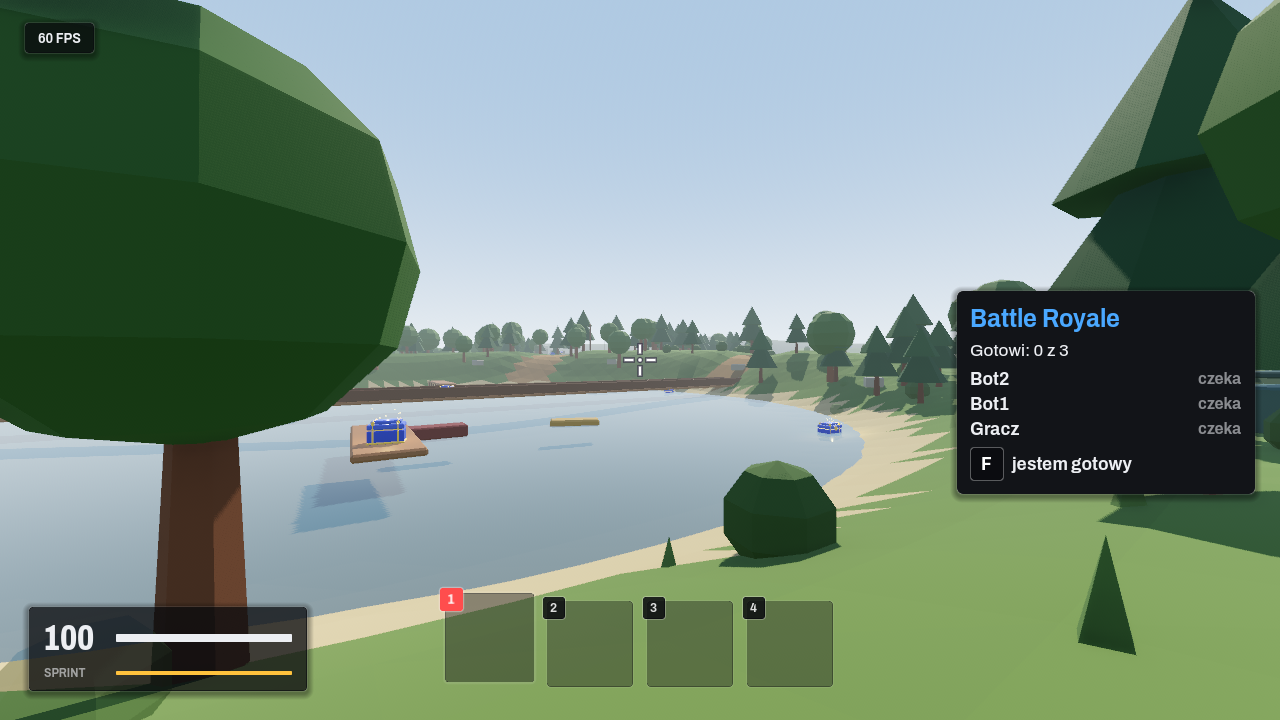 60 FPS
Battle Royale
Gotowi: 0 z 3
Bot2 czeka
Bot1 czeka
Gracz czeka
F jestem gotowy
1 2 3 4
100
SPRINT